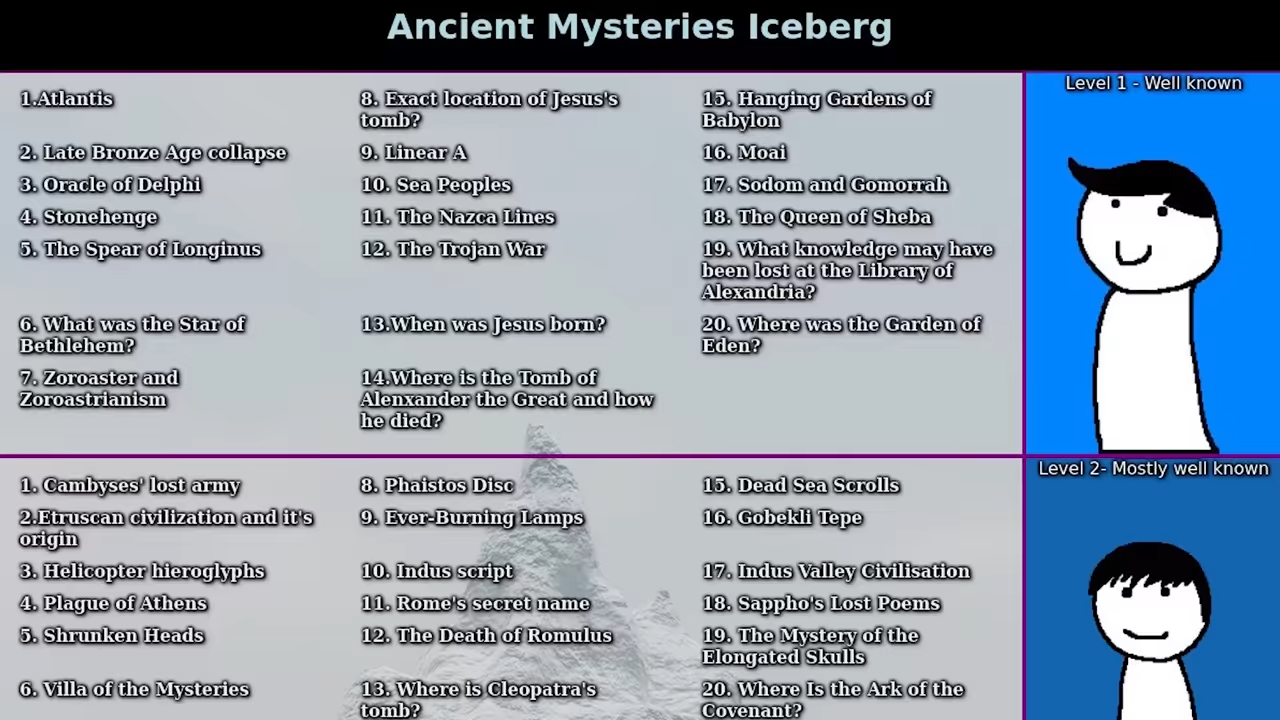 Ancient Mysteries Iceberg
Level 1 - Well known
1.Atlantis
2. Late Bronze Age collapse
3. Oracle of Delphi
4. Stonehenge
5. The Spear of Longinus
6. What was the Star of
Bethlehem?
7. Zoroaster and
Zoroastrianism
8. Exact location of Jesus's
tomb?
9. Linear A
10. Sea Peoples
11. The Nazca Lines
12. The Trojan War
13.When was Jesus born?
14.Where is the Tomb of
Alenxander the Great and how
he died?
15. Hanging Gardens of
Babylon
16. Moai
17. Sodom and Gomorrah
18. The Queen of Sheba
19. What knowledge may have
been lost at the Library of
Alexandria?
20. Where was the Garden of
Eden?
Level 2- Mostly well known
1. Cambyses' lost army
2.Etruscan civilization and it's
origin
3. Helicopter hieroglyphs
4. Plague of Athens
5. Shrunken Heads
6. Villa of the Mysteries
8. Phaistos Disc
9. Ever-Burning Lamps
10. Indus script
11. Rome's secret name
12. The Death of Romulus
13. Where is Cleopatra's
tomb?
15. Dead Sea Scrolls
16. Gobekli Tepe
17. Indus Valley Civilisation
18. Sappho's Lost Poems
19. The Mystery of the
Elongated Skulls
20. Where Is the Ark of the
Covenant?